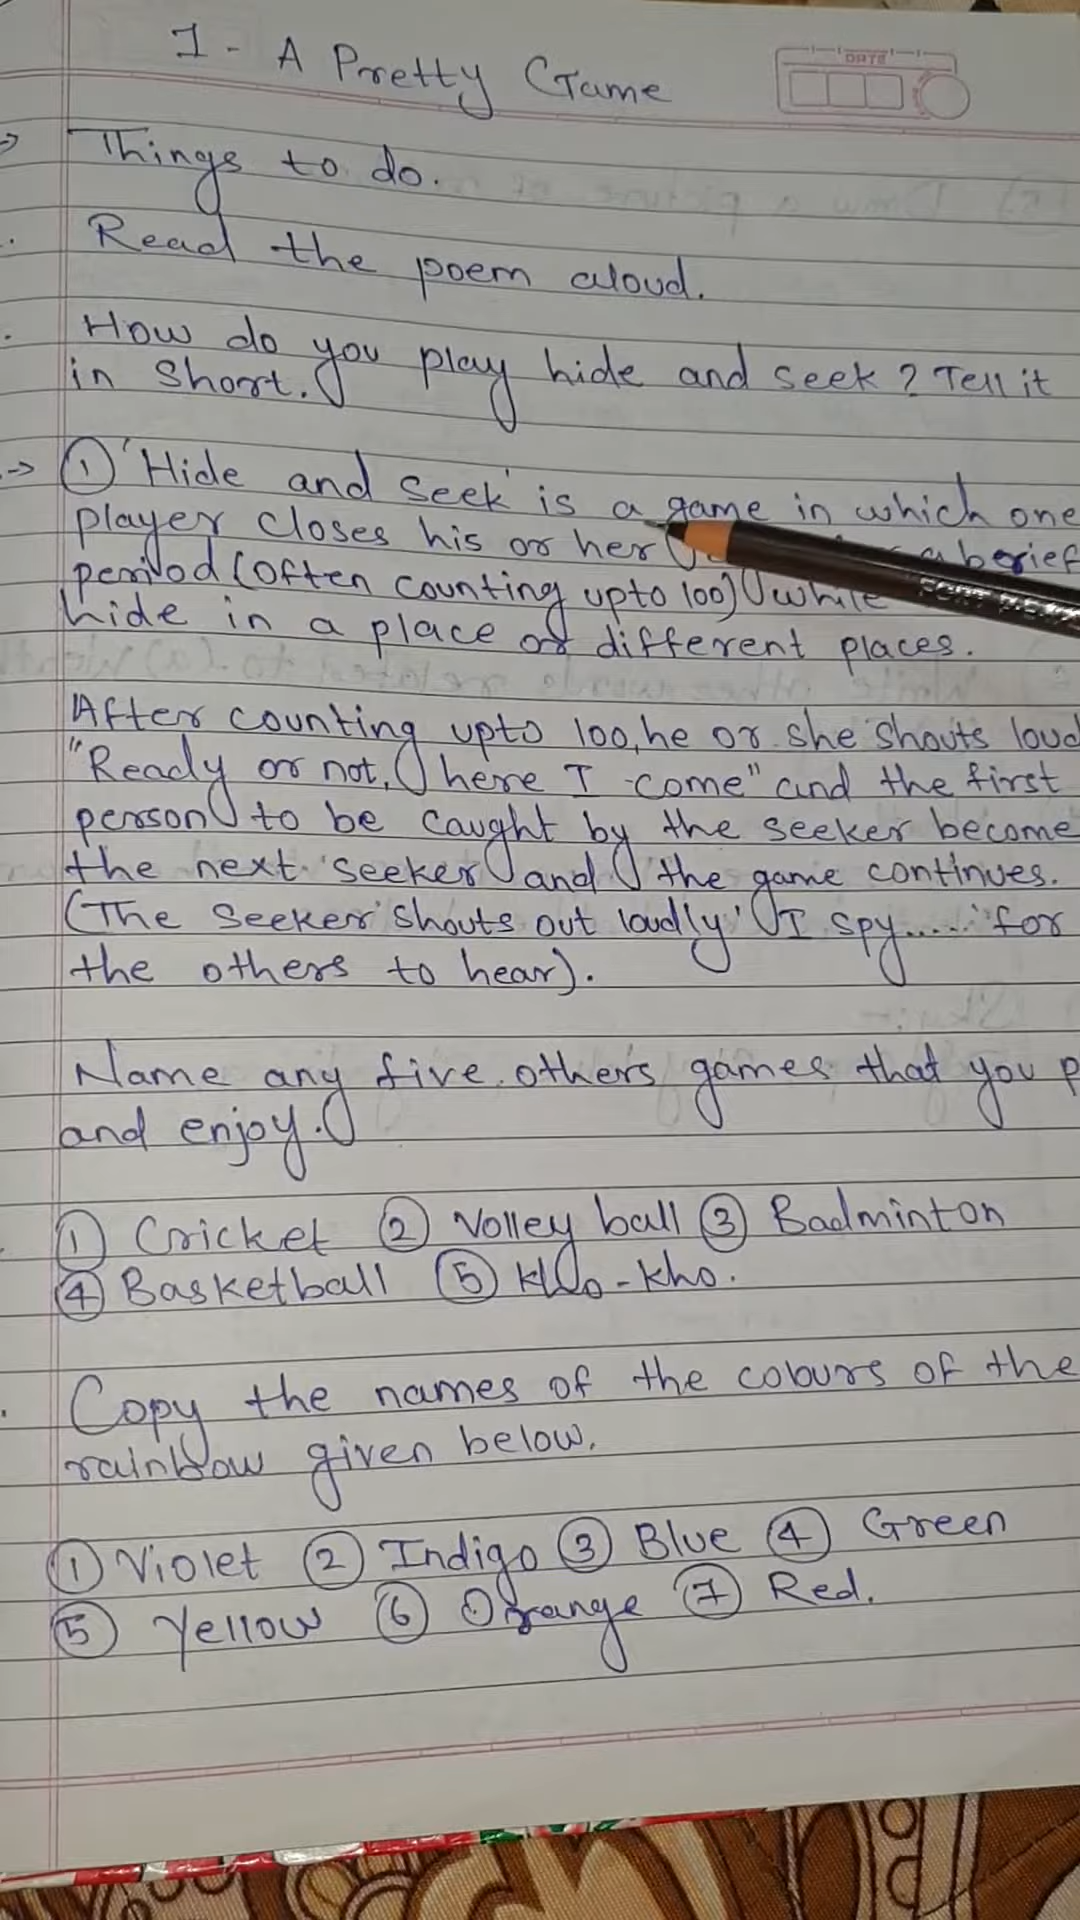 1 - A Pretty Game
DATE
Things to do.
Read the poem aloud.
How do you play hide and seek? Tell it
in Short.
→ ① 'Hide and seek' is a game in which one
player closes his or her a berief
period (often counting upto 100) while
hide in a place or different places.
After counting upto 100, he or she shouts loud
"Ready or not, here I come" and the first
person to be caught by the seeker become
the next 'seeker' and the game continues.
(The 'Seeker' shouts out loudly 'I spy.....' for
the others to hear).
Name any five others games that you p
and enjoy.
① Cricket ② Volley ball ③ Badminton
④ Basketball ⑤ kho-kho.
Copy the names of the colours of the
rainbow given below.
① Violet ② Indigo ③ Blue ④ Green
⑤ Yellow ⑥ Orange ⑦ Red.